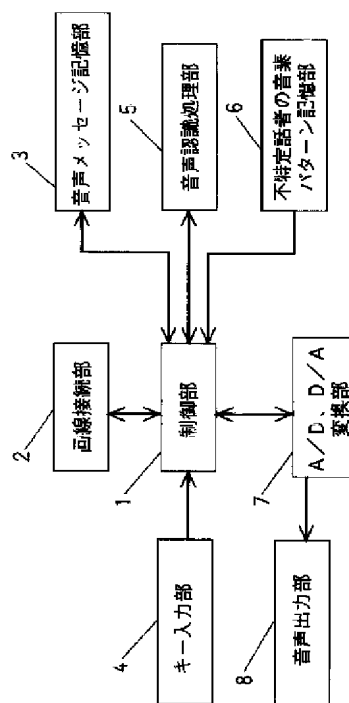 2
画線接続部
3
音声メッセージ記憶部
4
キー入力部
1
制御部
5
音声認識処理部
8
音声出力部
7
A/D、D/A
変換部
6
不特定話者の音素
パターン記憶部